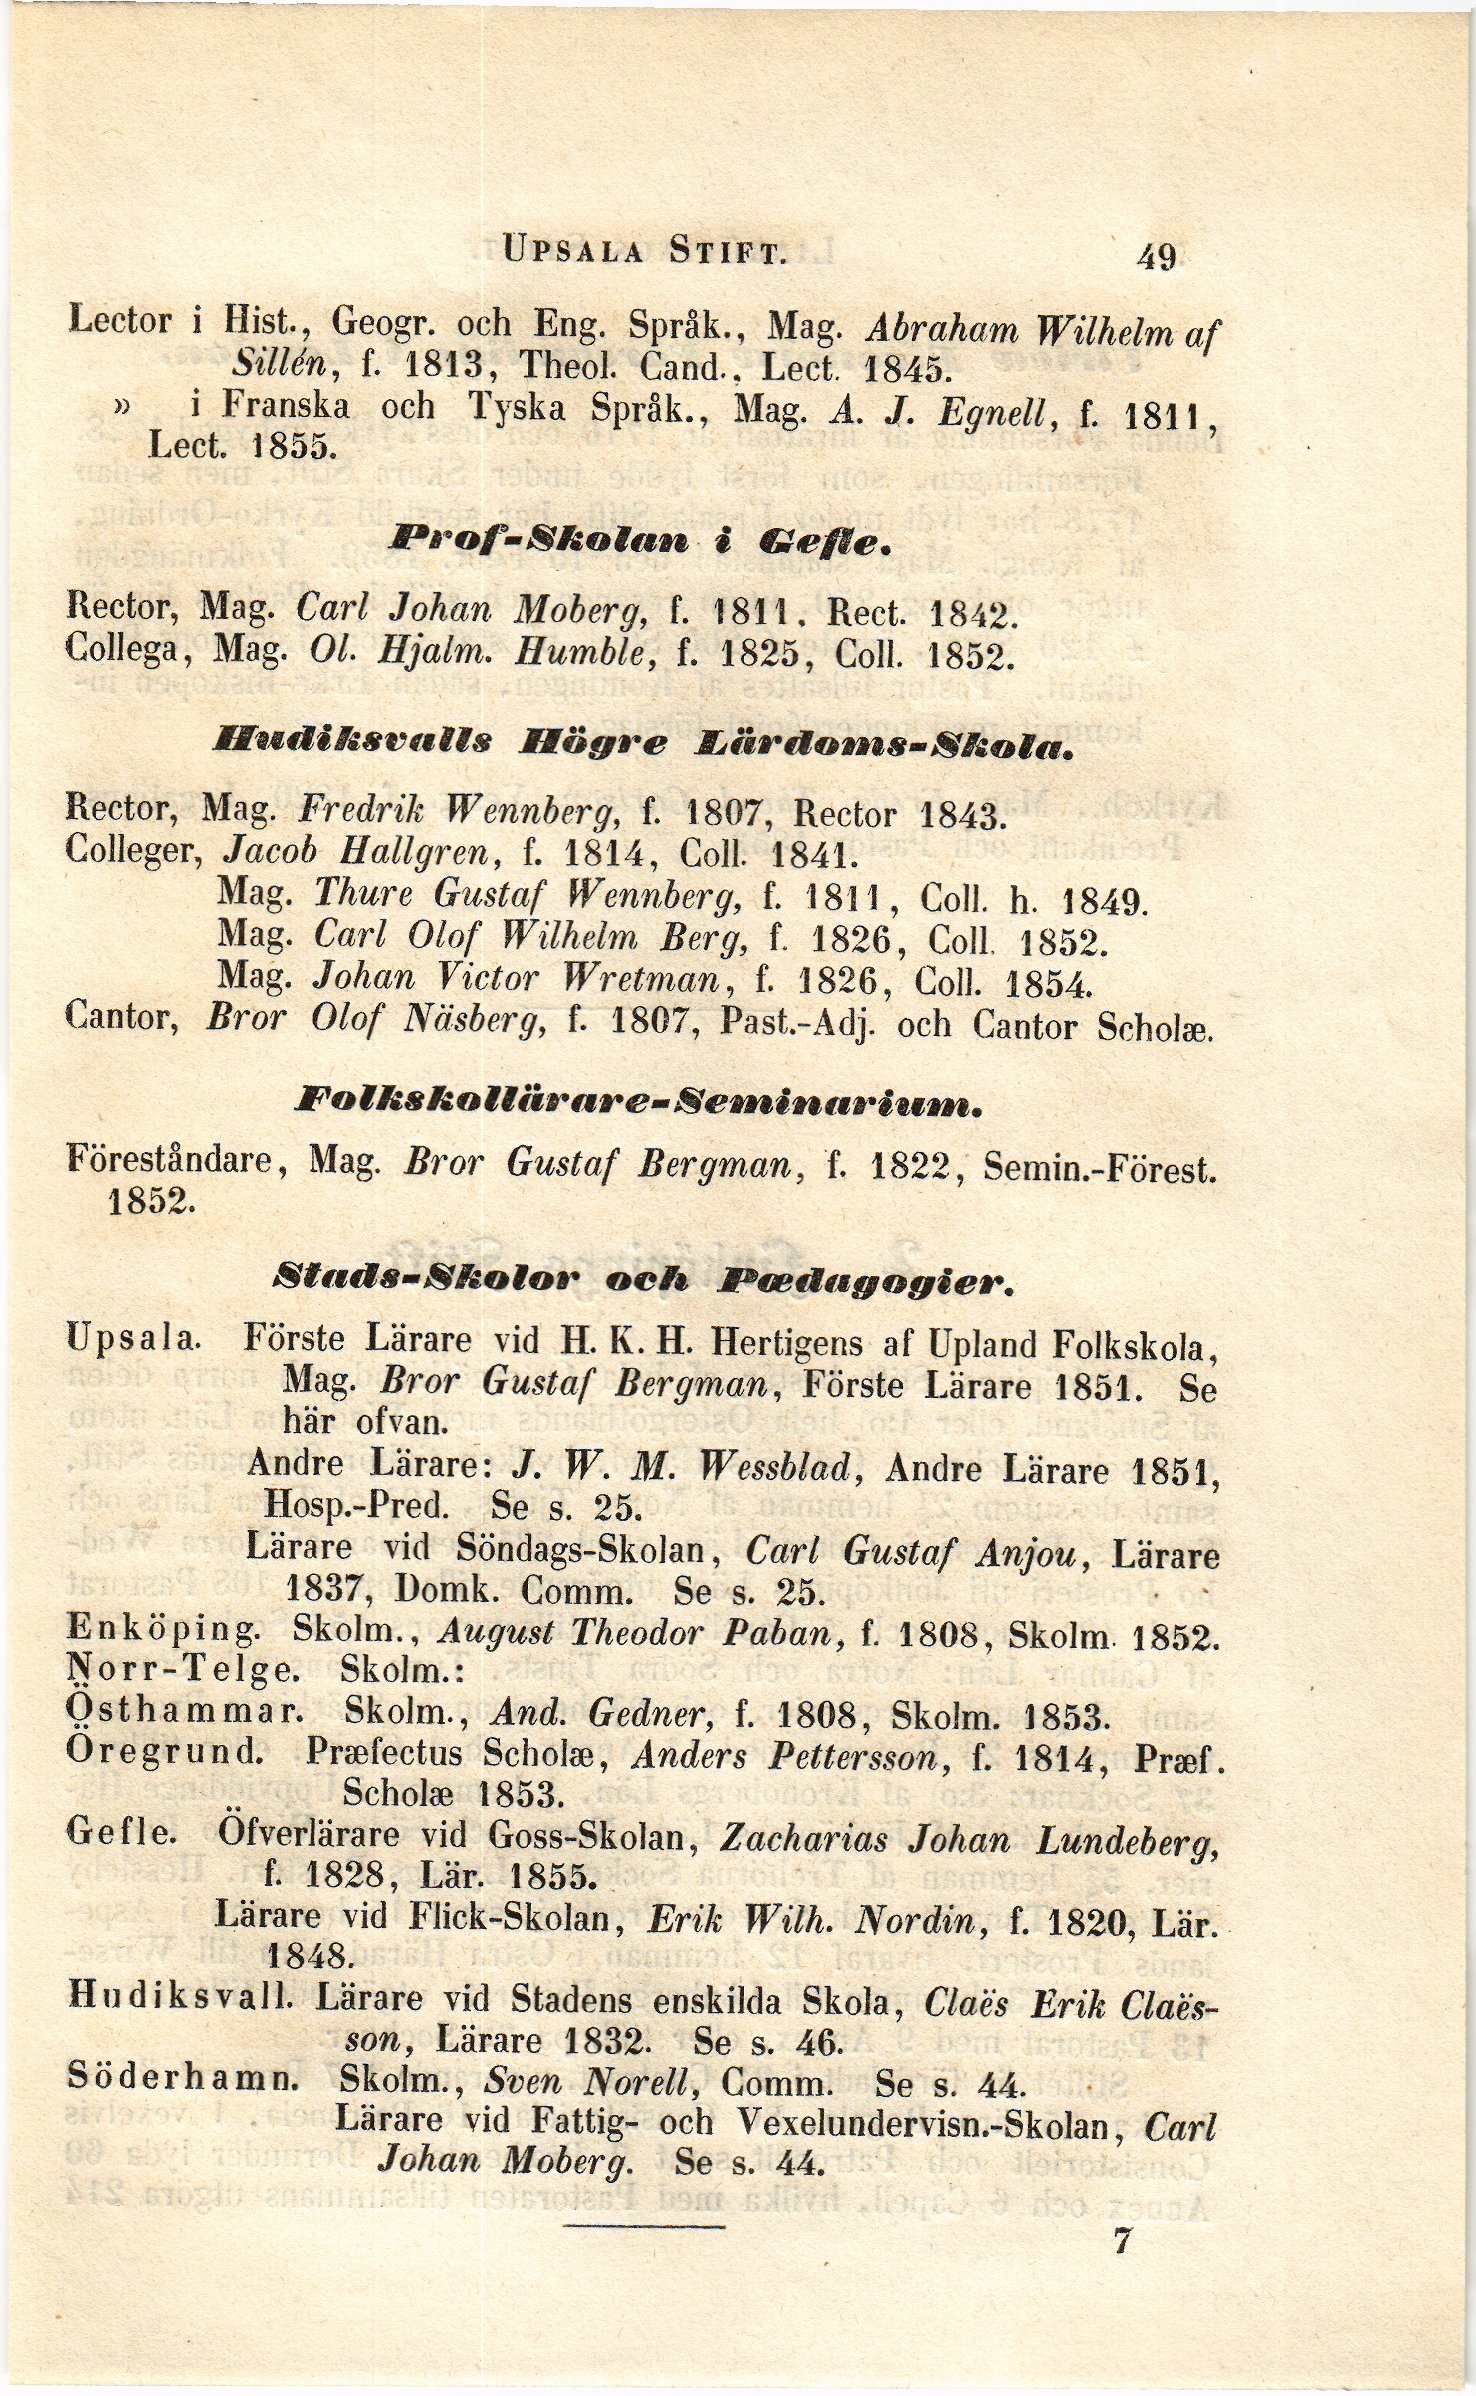 UPSALA STIFT. 49
Lector i Hist., Geogr. och Eng. Språk., Mag. Abraham Wilhelm af
Sillén, f. 1813, Theol. Cand., Lect. 1845.
» i Franska och Tyska Språk., Mag. A. J. Egnell, f. 1811,
Lect. 1855.
Prof-Skolan i Gefle.
Rector, Mag. Carl Johan Moberg, f. 1811. Rect. 1842.
Collega, Mag. Ol. Hjalm. Humble, f. 1825, Coll. 1852.
Hudiksvalls Högre Lärdoms-Skola.
Rector, Mag. Fredrik Wennberg, f. 1807, Rector 1843.
Colleger, Jacob Hallgren, f. 1814, Coll. 1841.
Mag. Thure Gustaf Wennberg, f. 1811, Coll. h. 1849.
Mag. Carl Olof Wilhelm Berg, f. 1826, Coll. 1852.
Mag. Johan Victor Wretman, f. 1826, Coll. 1854.
Cantor, Bror Olof Näsberg, f. 1807, Past.-Adj. och Cantor Scholæ.
Folkskollärare-Seminarium.
Föreståndare, Mag. Bror Gustaf Bergman, f. 1822, Semin.-Förest.
1852.
Stads-Skolor och Pædagogier.
Upsala. Förste Lärare vid H. K. H. Hertigens af Upland Folkskola,
Mag. Bror Gustaf Bergman, Förste Lärare 1851. Se
här ofvan.
Andre Lärare: J. W. M. Wessblad, Andre Lärare 1851,
Hosp.-Pred. Se s. 25.
Lärare vid Söndags-Skolan, Carl Gustaf Anjou, Lärare
1837, Domk. Comm. Se s. 25.
Enköping. Skolm., August Theodor Paban, f. 1808, Skolm. 1852.
Norr-Telge. Skolm.:
Östhammar. Skolm., And. Gedner, f. 1808, Skolm. 1853.
Öregrund. Præfectus Scholæ, Anders Pettersson, f. 1814, Præf.
Scholæ 1853.
Gefle. Öfverlärare vid Goss-Skolan, Zacharias Johan Lundeberg,
f. 1828, Lär. 1855.
Lärare vid Flick-Skolan, Erik Wilh. Nordin, f. 1820, Lär.
1848.
Hudiksvall. Lärare vid Stadens enskilda Skola, Claës Erik Claës-
son, Lärare 1832. Se s. 46.
Söderhamn. Skolm., Sven Norell, Comm. Se s. 44.
Lärare vid Fattig- och Vexelundervisn.-Skolan, Carl
Johan Moberg. Se s. 44.
7